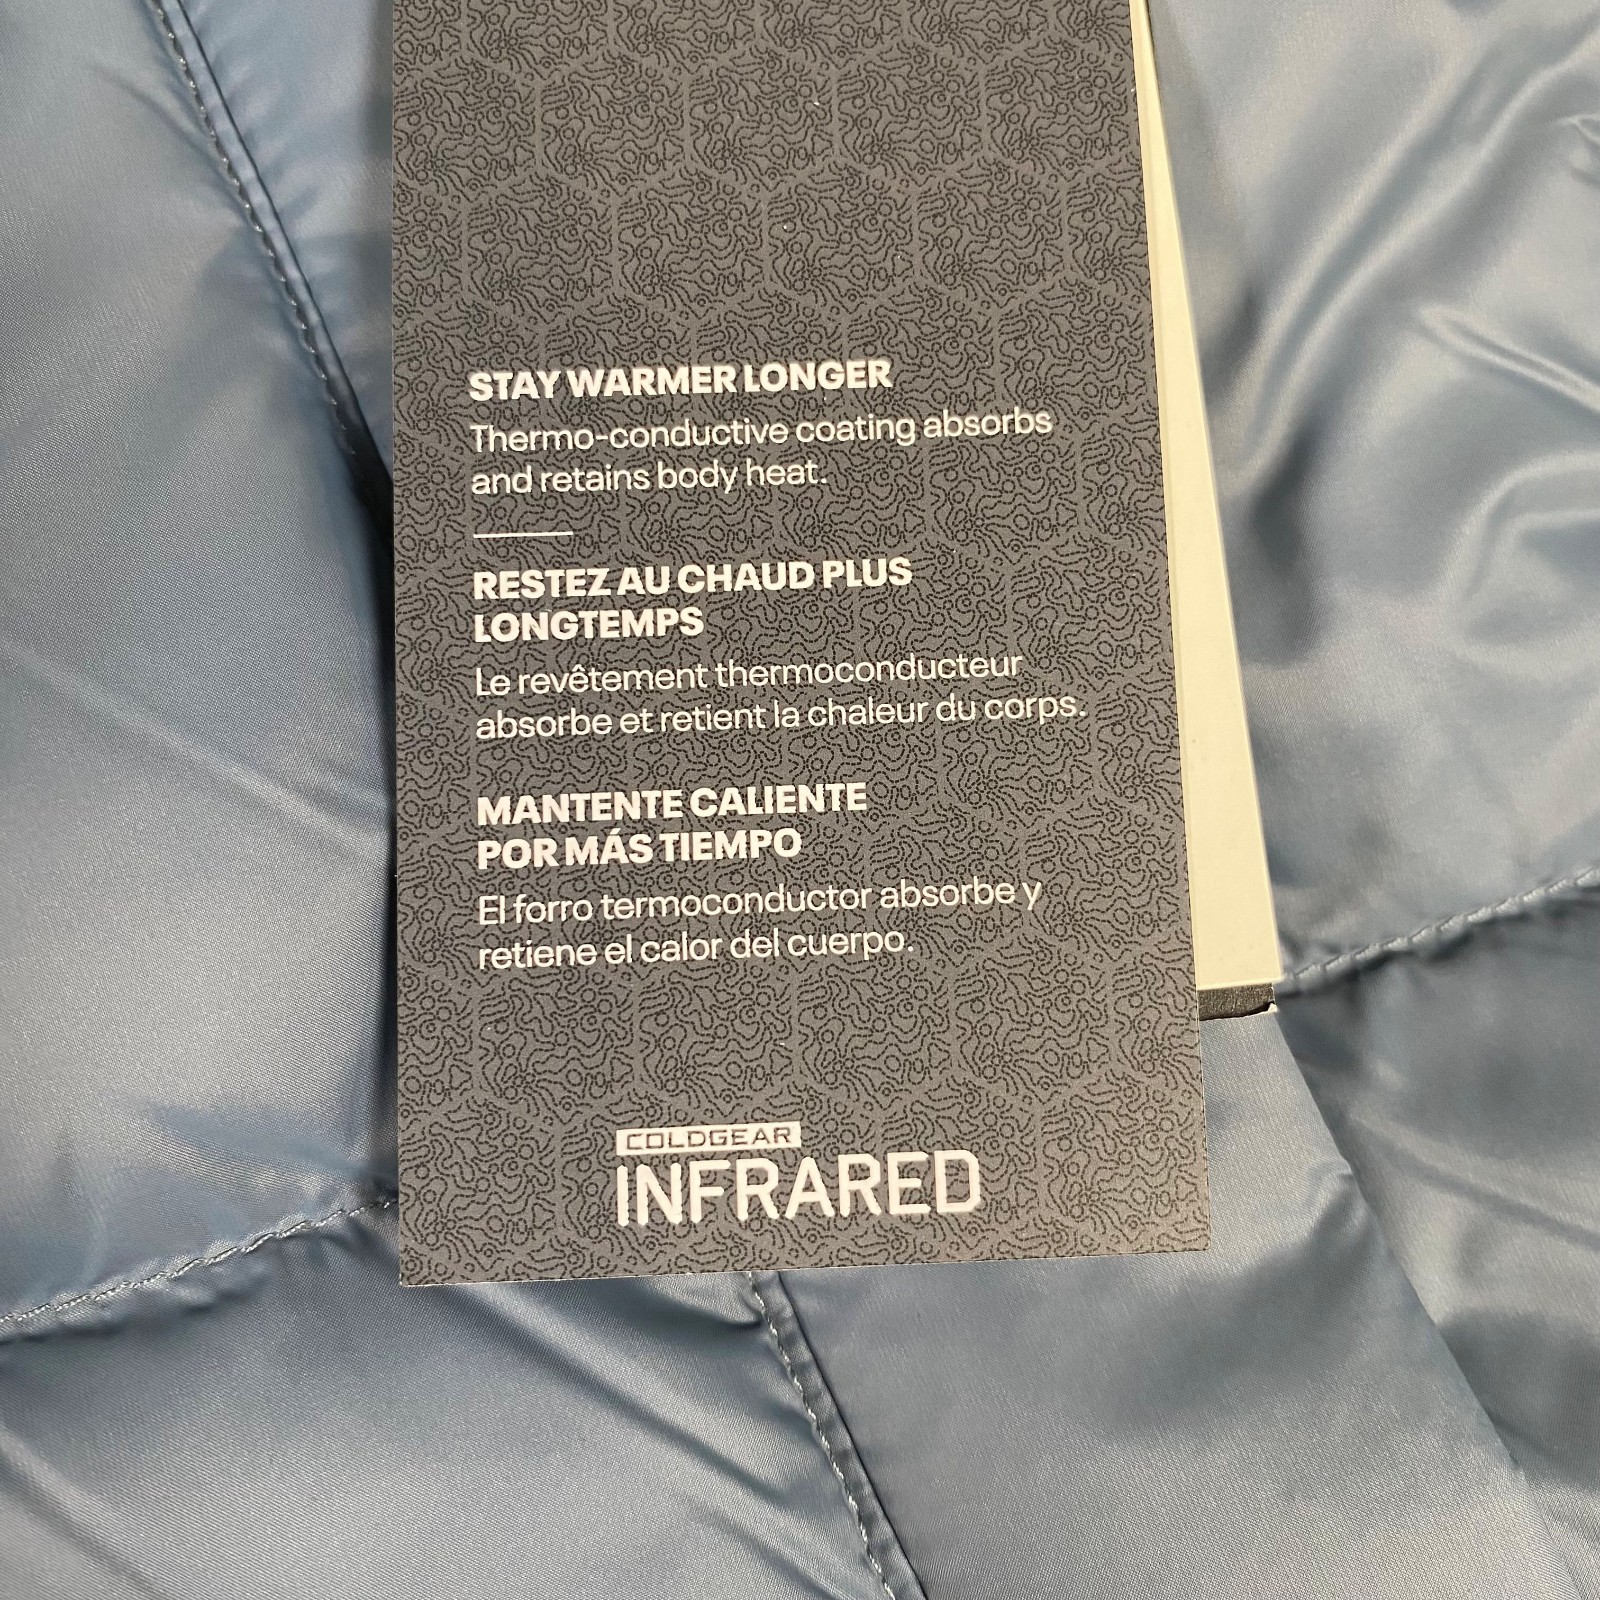 STAY WARMER LONGER
Thermo-conductive coating absorbs
and retains body heat.
RESTEZ AU CHAUD PLUS
LONGTEMPS
Le revêtement thermoconducteur
absorbe et retient la chaleur du corps.
MANTENTE CALIENTE
POR MÁS TIEMPO
El forro termoconductor absorbe y
retiene el calor del cuerpo.
COLDGEAR
INFRARED